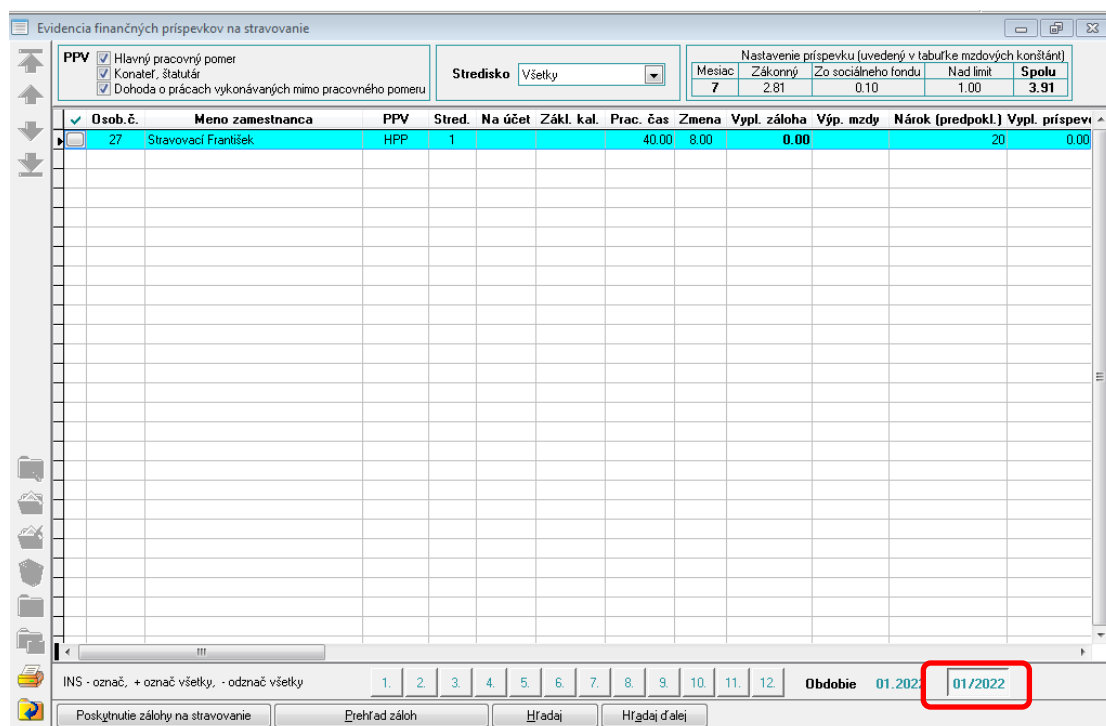 Evidencia finančných príspevkov na stravovanie
PPV
Hlavný pracovný pomer
Konateľ, štatutár
Dohoda o prácach vykonávaných mimo pracovného pomeru
Stredisko Všetky
Nastavenie príspevku (uvedený v tabuľke mzdových konštánt)
Mesiac Zákonný Zo sociálneho fondu Nad limit Spolu
7 2.81 0.10 1.00 3.91
Osob.č. Meno zamestnanca PPV Stred. Na účet Zákl. kal. Prac. čas Zmena Vypl. záloha Výp. mzdy Nárok (predpokl.) Vypl. príspev
27 Stravovací František HPP 1 40.00 8.00 0.00 20 0.00
INS - označ, + označ všetky, - odznač všetky 1. 2. 3. 4. 5. 6. 7. 8. 9. 10. 11. 12. Obdobie 01.2022 01/2022
Poskytnutie zálohy na stravovanie Prehľad záloh Hľadaj Hľadaj ďalej